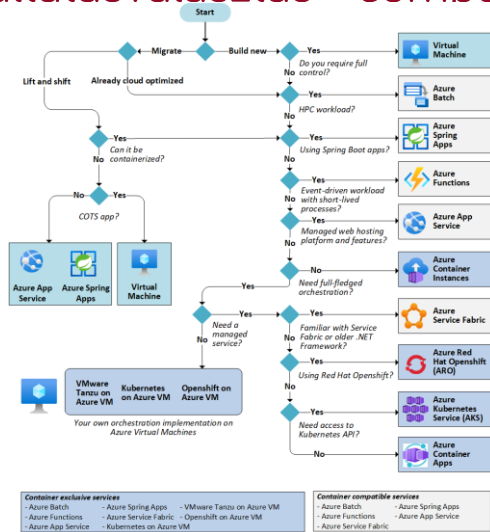 Start
Migrate
Build new
Yes
Virtual
Machine
Do you require full
control?
No
Lift and shift
Already cloud optimized
Yes
Azure
Batch
HPC workload?
No
Yes
Can it be
containerized?
No
Yes
Azure
Spring
Apps
Using Spring Boot apps?
No
Yes
Azure
Functions
Event-driven workload
with short-lived
processes?
No
No
Yes
COTS app?
Yes
Azure App
Service
Managed web hosting
platform and features?
No
Azure App
Service
Azure Spring
Apps
Virtual
Machine
No
Azure
Container
Instances
Yes
Need full-fledged
orchestration?
Yes
Need a
managed
service?
No
Yes
Azure
Service Fabric
Familiar with Service
Fabric or older .NET
Framework?
No
Yes
Azure Red
Hat Openshift
(ARO)
Using Red Hat Openshift?
No
VMware
Tanzu on
Azure VM
Kubernetes
on Azure VM
Openshift on
Azure VM
Your own orchestration implementation on
Azure Virtual Machines
Yes
Azure
Kubernetes
Service (AKS)
Need access to
Kubernetes API?
No
Azure
Container
Apps
Container exclusive services
- Azure Batch - Azure Spring Apps - VMware Tanzu on Azure VM
- Azure Functions - Azure Service Fabric - Openshift on Azure VM
- Azure App Service - Kubernetes on Azure VM
Container compatible services
- Azure Batch - Azure Spring Apps
- Azure Functions - Azure App Service
- Azure Service Fabric